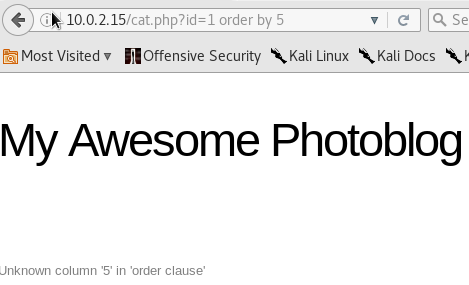 10.0.2.15/cat.php?id=1 order by 5 Se
Most Visited Offensive Security Kali Linux Kali Docs K
My Awesome Photoblog
Unknown column '5' in 'order clause'